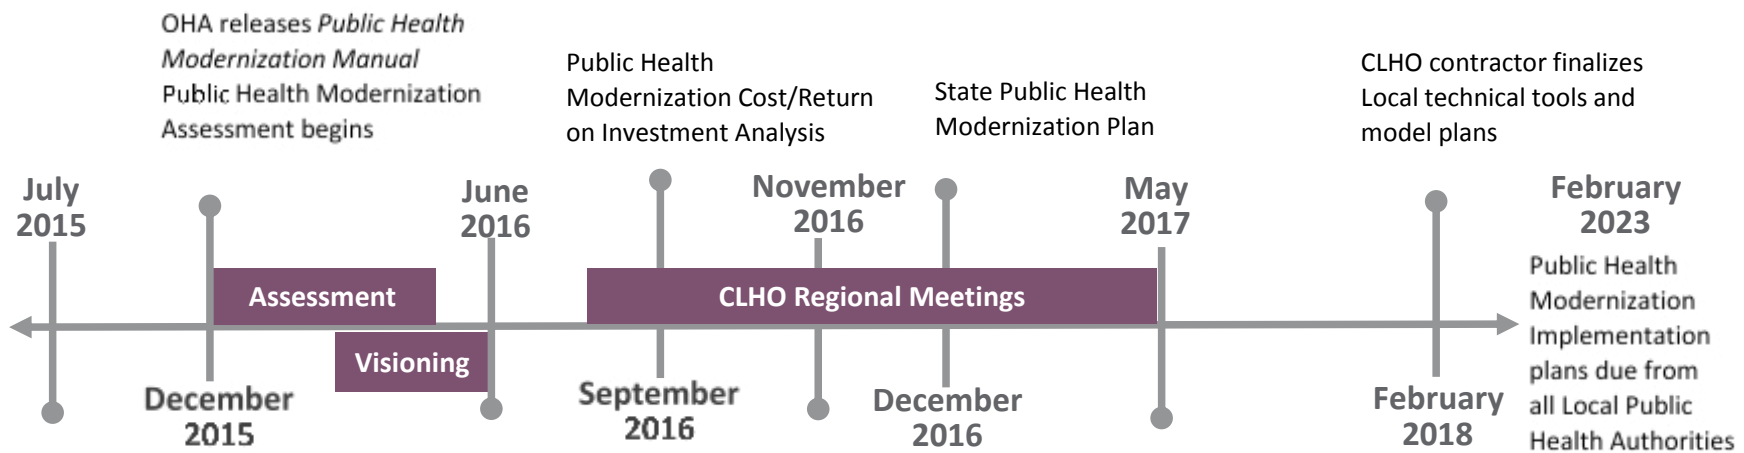 OHA releases Public Health
Modernization Manual
Public Health Modernization
Assessment begins
Public Health
Modernization Cost/Return
on Investment Analysis
State Public Health
Modernization Plan
CLHO contractor finalizes
Local technical tools and
model plans
July
2015
June
2016
November
2016
May
2017
February
2023
Public Health
Modernization
Implementation
plans due from
all Local Public
Health Authorities
Assessment
CLHO Regional Meetings
Visioning
December
2015
September
2016
December
2016
February
2018